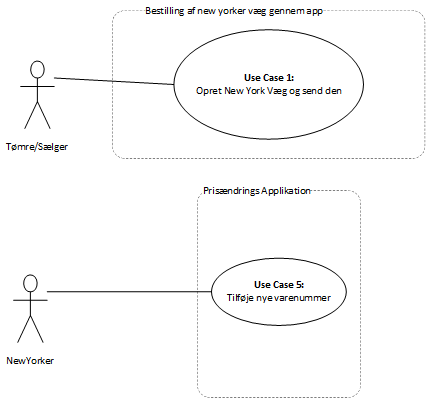 Bestilling af new yorker væg gennem app
Use Case 1:
Opret New York Væg og send den
Tømre/Sælger
Prisændrings Applikation
Use Case 5:
Tilføje nye varenummer
NewYorker